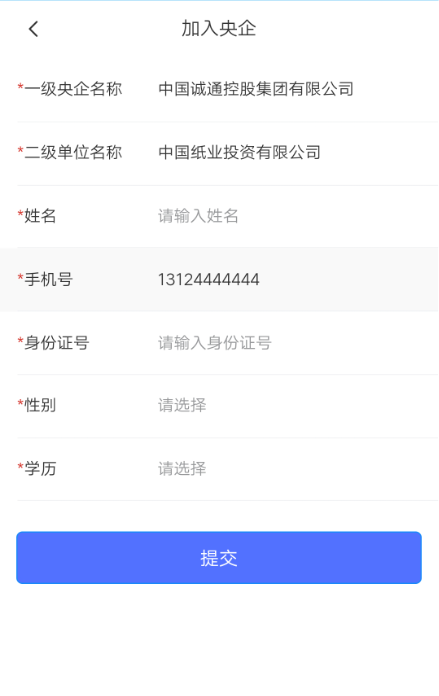 加入央企
*一级央企名称 中国诚通控股集团有限公司
*二级单位名称 中国纸业投资有限公司
*姓名 请输入姓名
*手机号 13124444444
*身份证号 请输入身份证号
*性别 请选择
*学历 请选择
提交